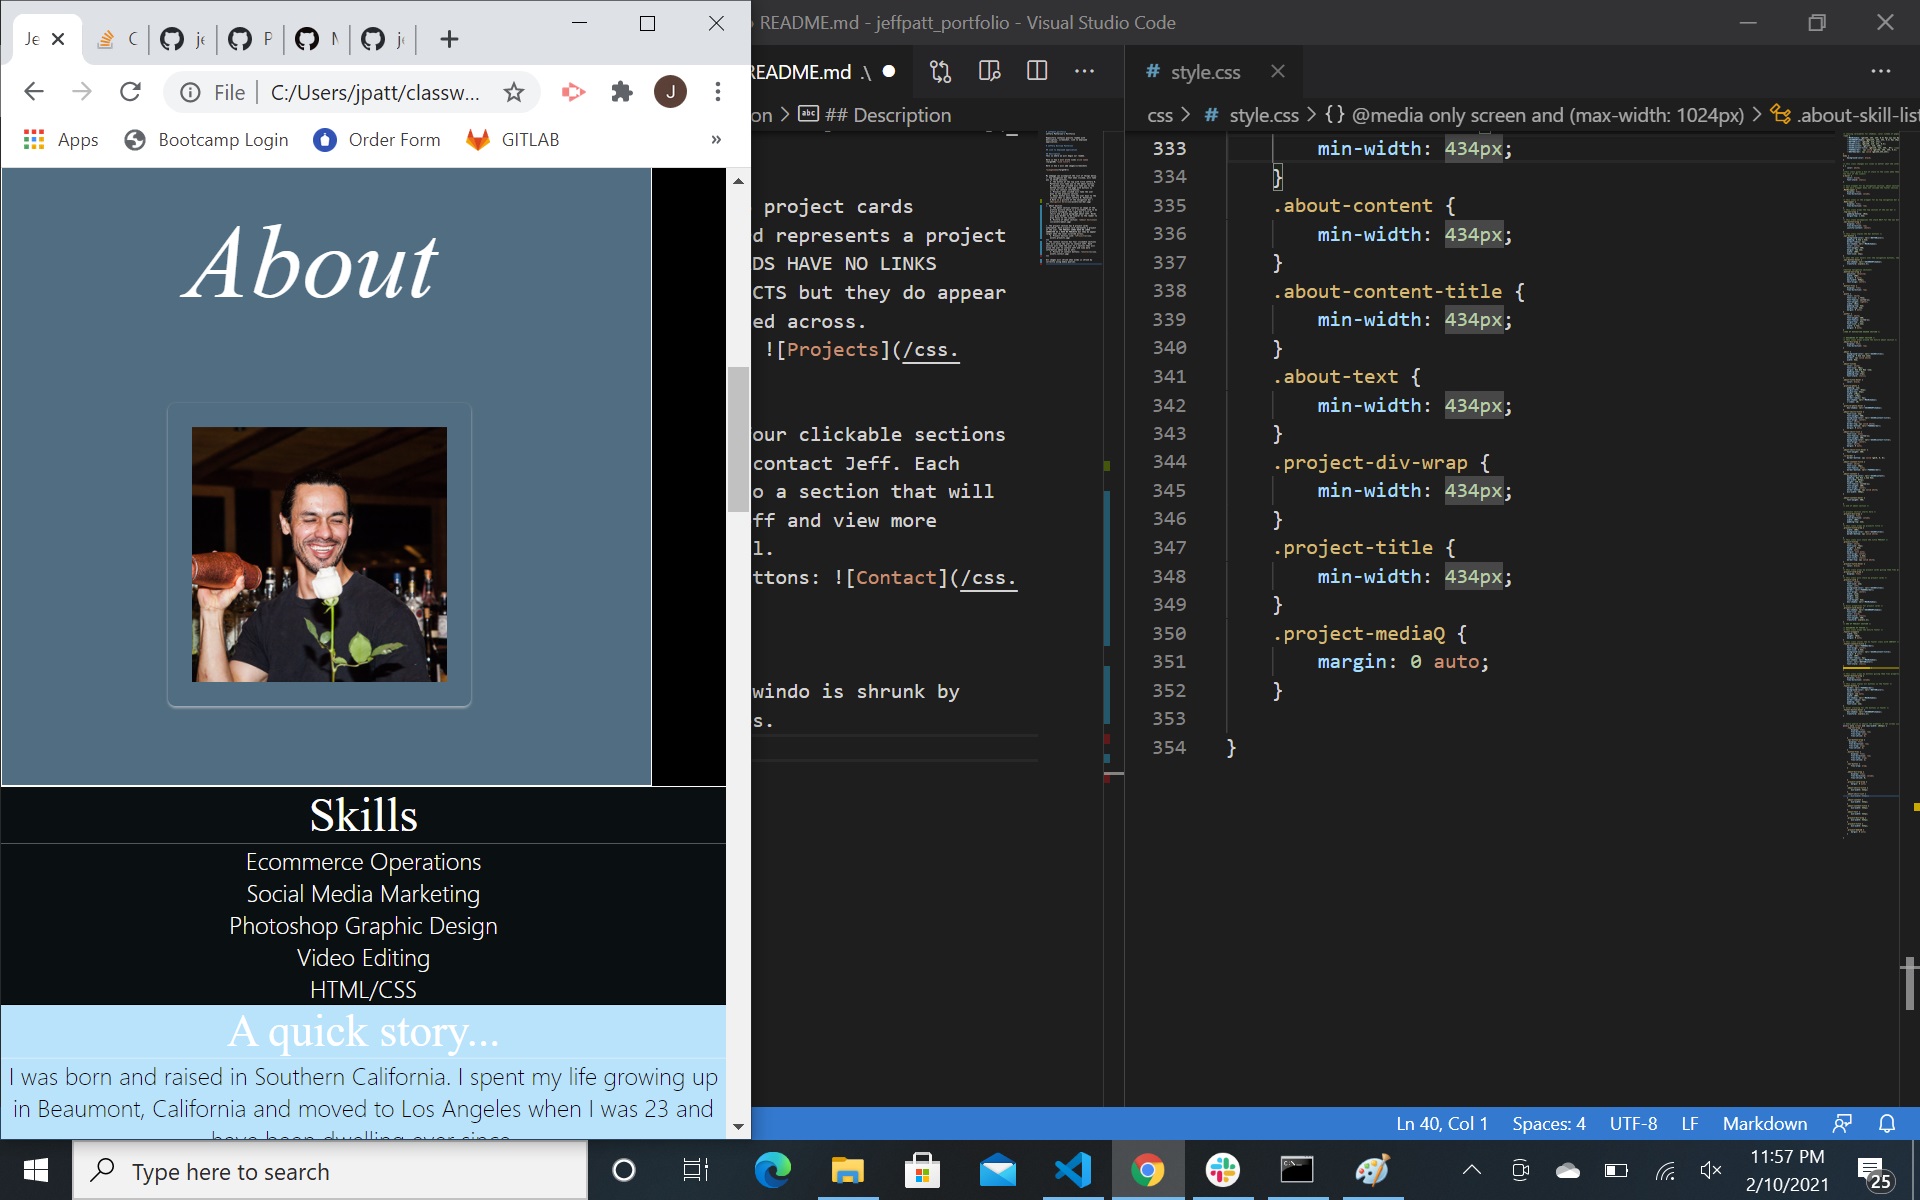 Je
README.md - jeffpatt_portfolio - Visual Studio Code
File
C:/Users/jpatt/classw...
J
Apps
Bootcamp Login
Order Form
GITLAB
»
About
Skills
Ecommerce Operations
Social Media Marketing
Photoshop Graphic Design
Video Editing
HTML/CSS
A quick story...
I was born and raised in Southern California. I spent my life growing up
in Beaumont, California and moved to Los Angeles when I was 23 and
have been dwelling ever since
README.md .\
on > ## Description
project cards
d represents a project
DS HAVE NO LINKS
CTS but they do appear
ed across.
![Projects](/css.
our clickable sections
contact Jeff. Each
o a section that will
ff and view more
l.
ttons: ![Contact](/css.
windo is shrunk by
s.
# style.css
css > # style.css > {} @media only screen and (max-width: 1024px) > .about-skill-list
333 min-width: 434px;
334 }
335 .about-content {
336 min-width: 434px;
337 }
338 .about-content-title {
339 min-width: 434px;
340 }
341 .about-text {
342 min-width: 434px;
343 }
344 .project-div-wrap {
345 min-width: 434px;
346 }
347 .project-title {
348 min-width: 434px;
349 }
350 .project-mediaQ {
351 margin: 0 auto;
352 }
353
354 }
Ln 40, Col 1 Spaces: 4 UTF-8 LF Markdown
Type here to search
11:57 PM
2/10/2021
25